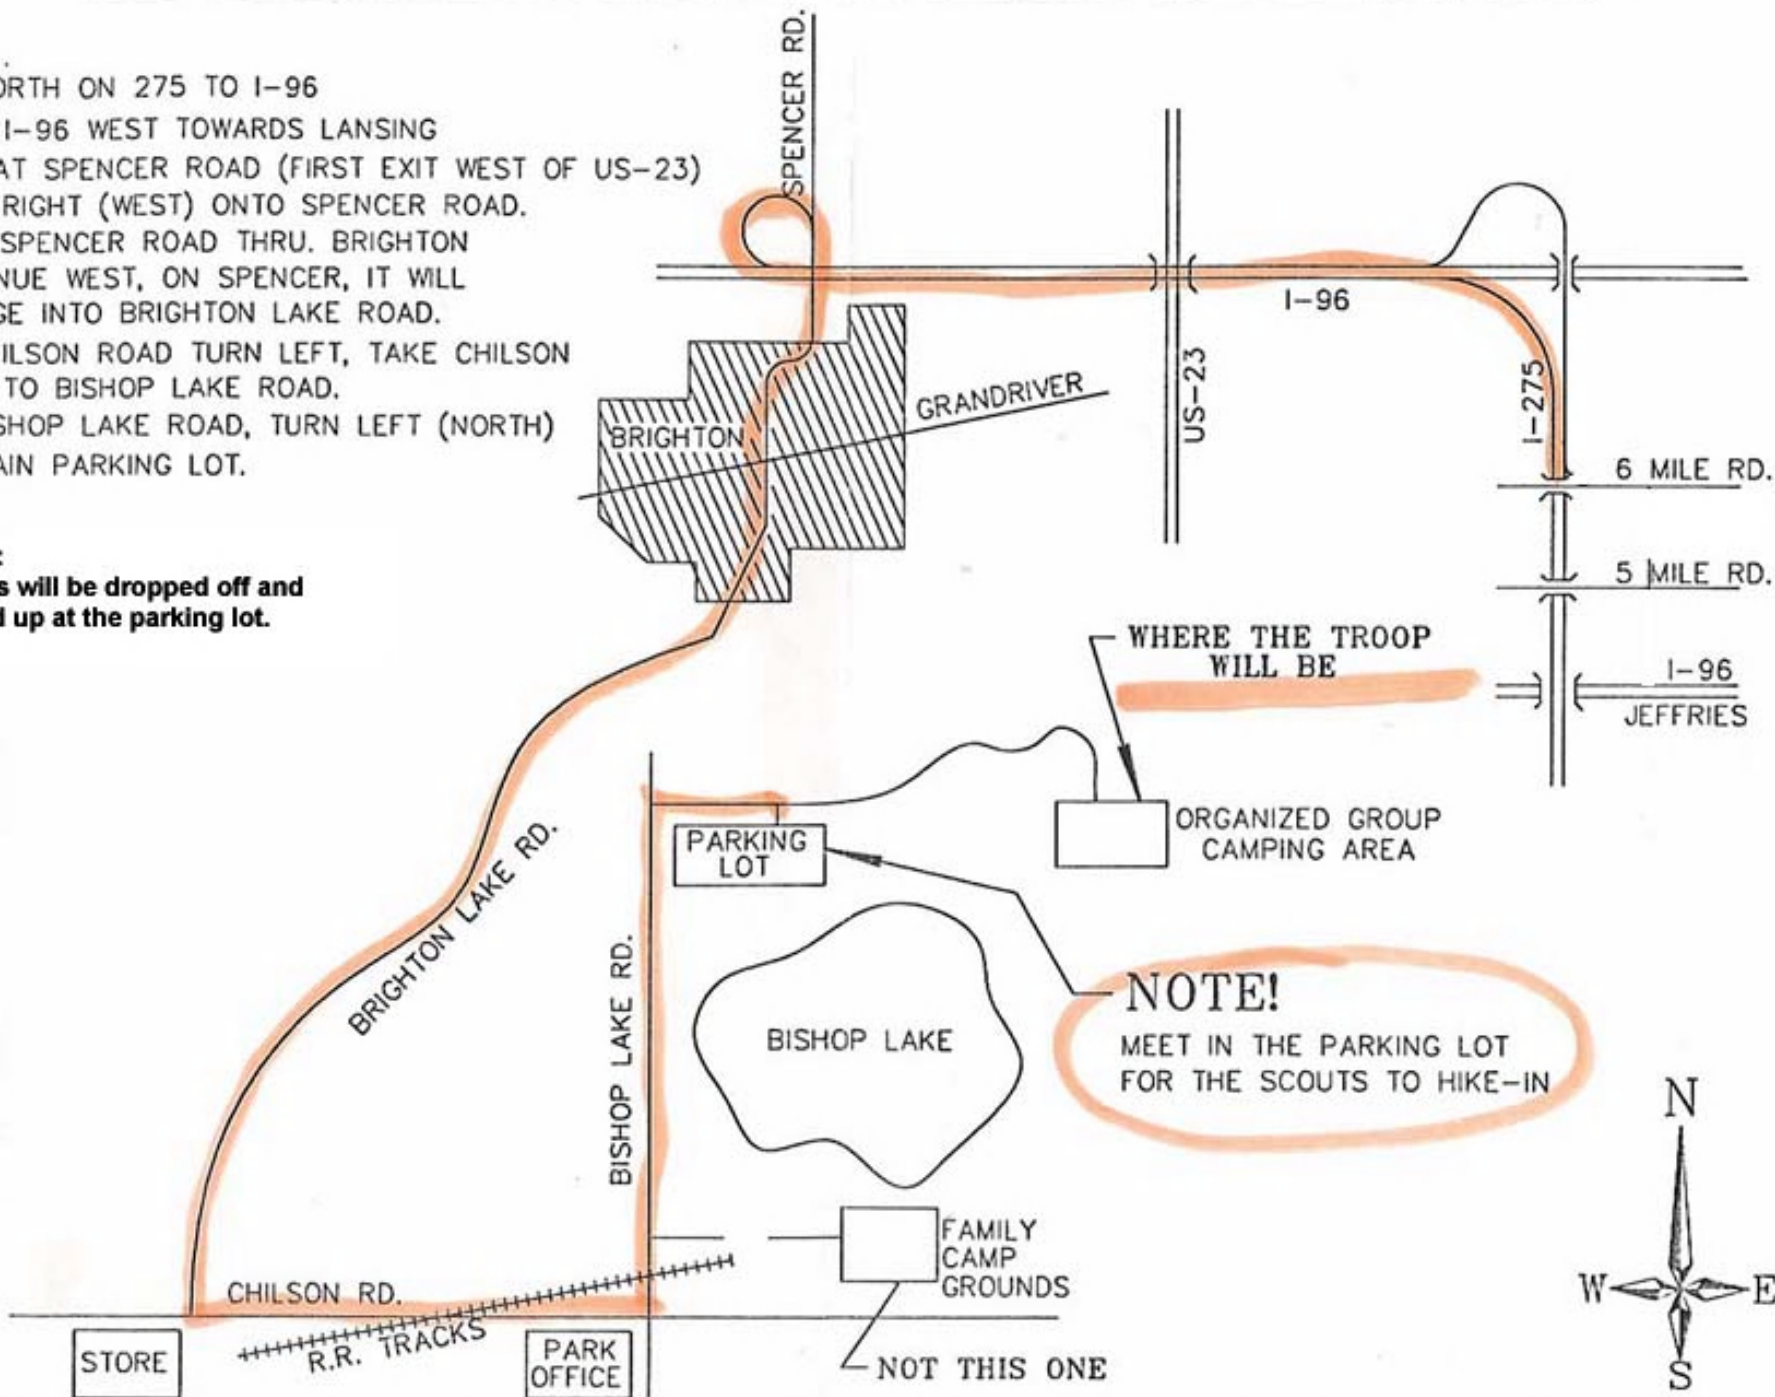 ORTH ON 275 TO I-96
I-96 WEST TOWARDS LANSING
AT SPENCER ROAD (FIRST EXIT WEST OF US-23)
RIGHT (WEST) ONTO SPENCER ROAD.
SPENCER ROAD THRU. BRIGHTON
NUE WEST, ON SPENCER, IT WILL
GE INTO BRIGHTON LAKE ROAD.
ILSON ROAD TURN LEFT, TAKE CHILSON
TO BISHOP LAKE ROAD.
SHOP LAKE ROAD, TURN LEFT (NORTH)
AIN PARKING LOT.
:
s will be dropped off and
d up at the parking lot.
SPENCER RD.
I-96
US-23
I-275
GRANDRIVER
BRIGHTON
6 MILE RD.
5 MILE RD.
I-96
JEFFRIES
WHERE THE TROOP
WILL BE
ORGANIZED GROUP
CAMPING AREA
PARKING
LOT
BRIGHTON LAKE RD.
BISHOP LAKE RD.
BISHOP LAKE
NOTE!
MEET IN THE PARKING LOT
FOR THE SCOUTS TO HIKE-IN
FAMILY
CAMP
GROUNDS
NOT THIS ONE
CHILSON RD.
R.R. TRACKS
STORE
PARK
OFFICE
N
W
E
S